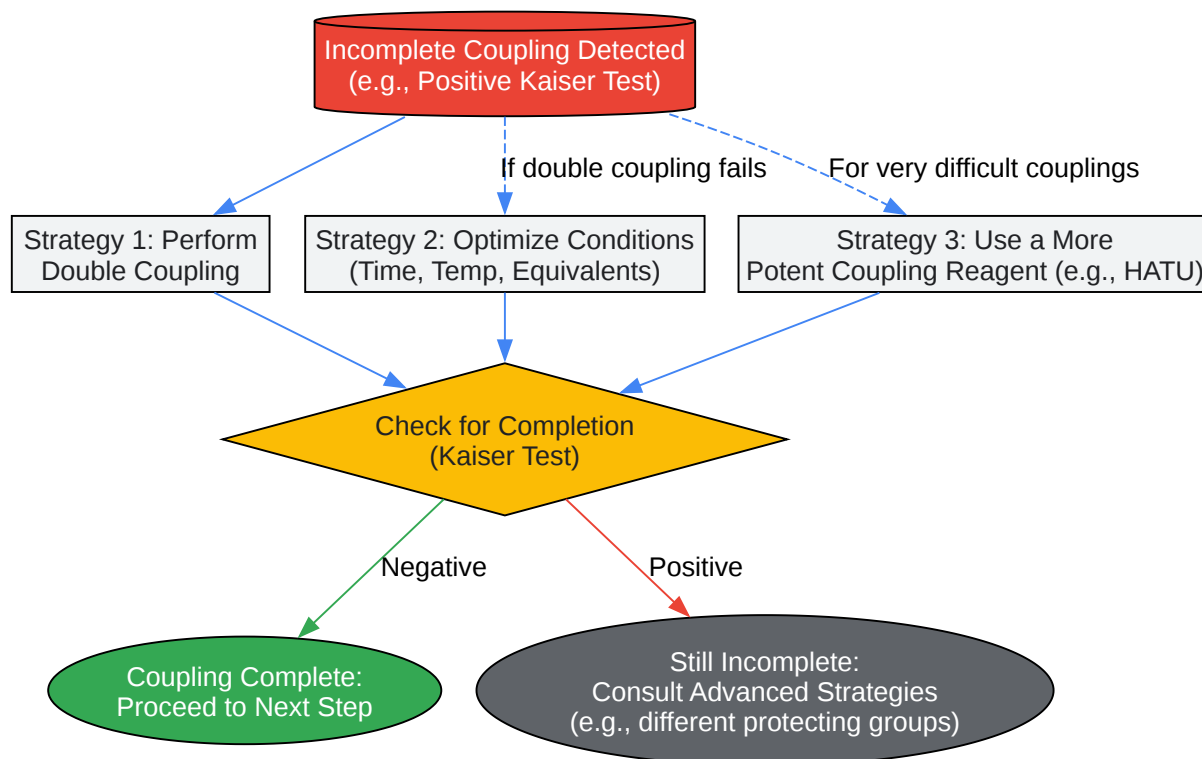 Incomplete Coupling Detected
(e.g., Positive Kaiser Test)
If double coupling fails
For very difficult couplings
Strategy 1: Perform
Double Coupling
Strategy 2: Optimize Conditions
(Time, Temp, Equivalents)
Strategy 3: Use a More
Potent Coupling Reagent (e.g., HATU)
Check for Completion
(Kaiser Test)
Negative
Positive
Coupling Complete:
Proceed to Next Step
Still Incomplete:
Consult Advanced Strategies
(e.g., different protecting groups)